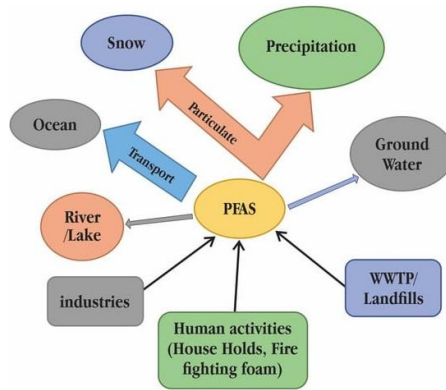 Snow
Precipitation
Particulate
Ocean
Transport
Ground
Water
PFAS
River
/Lake
industries
WWTP/
Landfills
Human activities
(House Holds, Fire
fighting foam)